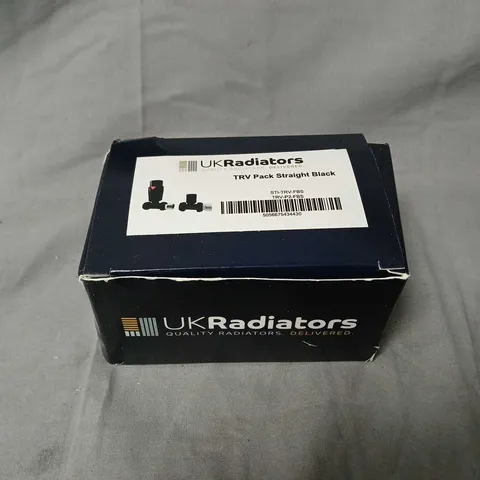 UKRadiators
QUALITY RADIATORS. DELIVERED.
TRV Pack Straight Black
STI-TRV-FBS
TRV-P2-FBS
5056675434430
UKRadiators
QUALITY RADIATORS. DELIVERED.